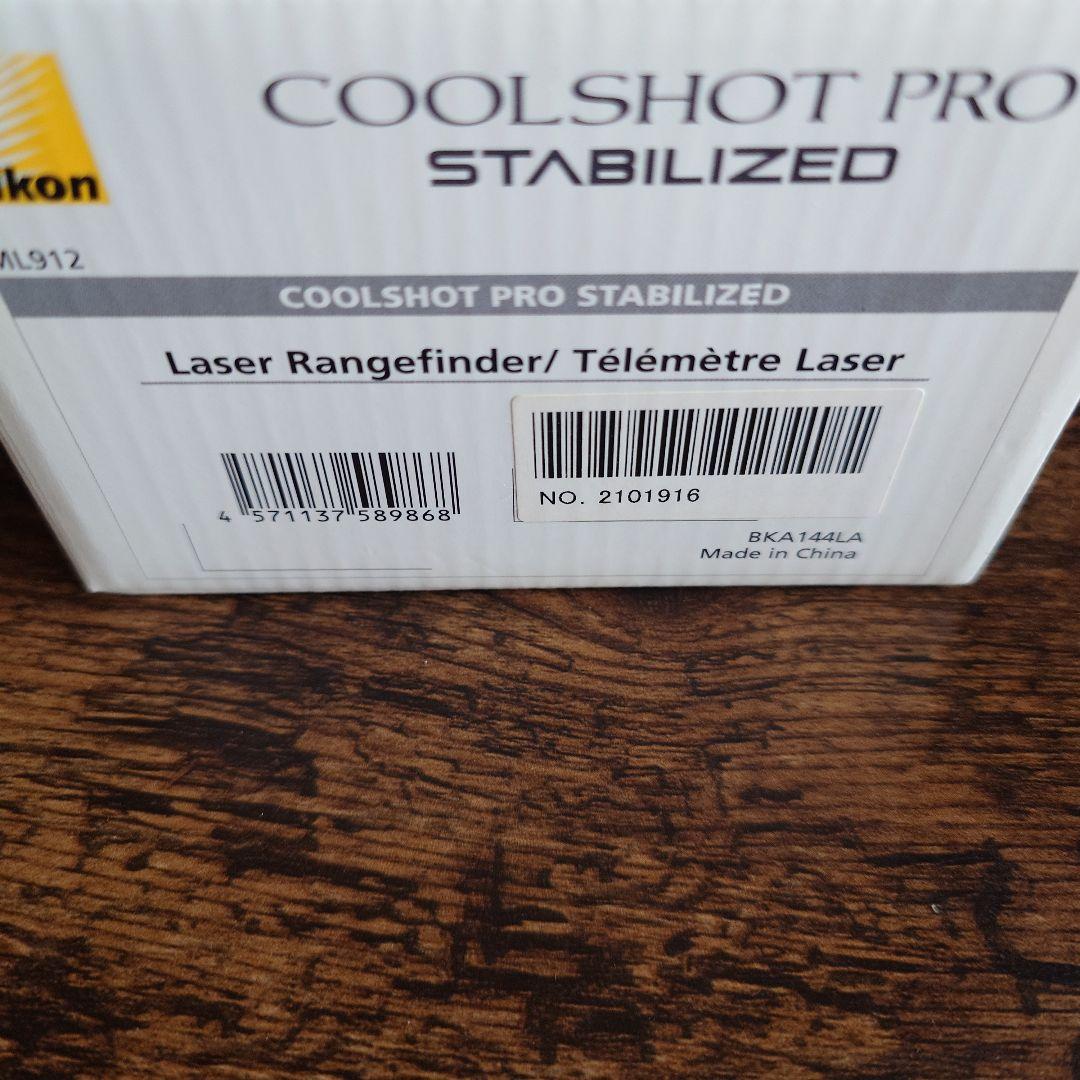 COOLSHOT PRO
STABILIZED
ikon
ML912
COOLSHOT PRO STABILIZED
Laser Rangefinder/ Télémètre Laser
4 571137 589868
NO. 2101916
BKA144LA
Made in China